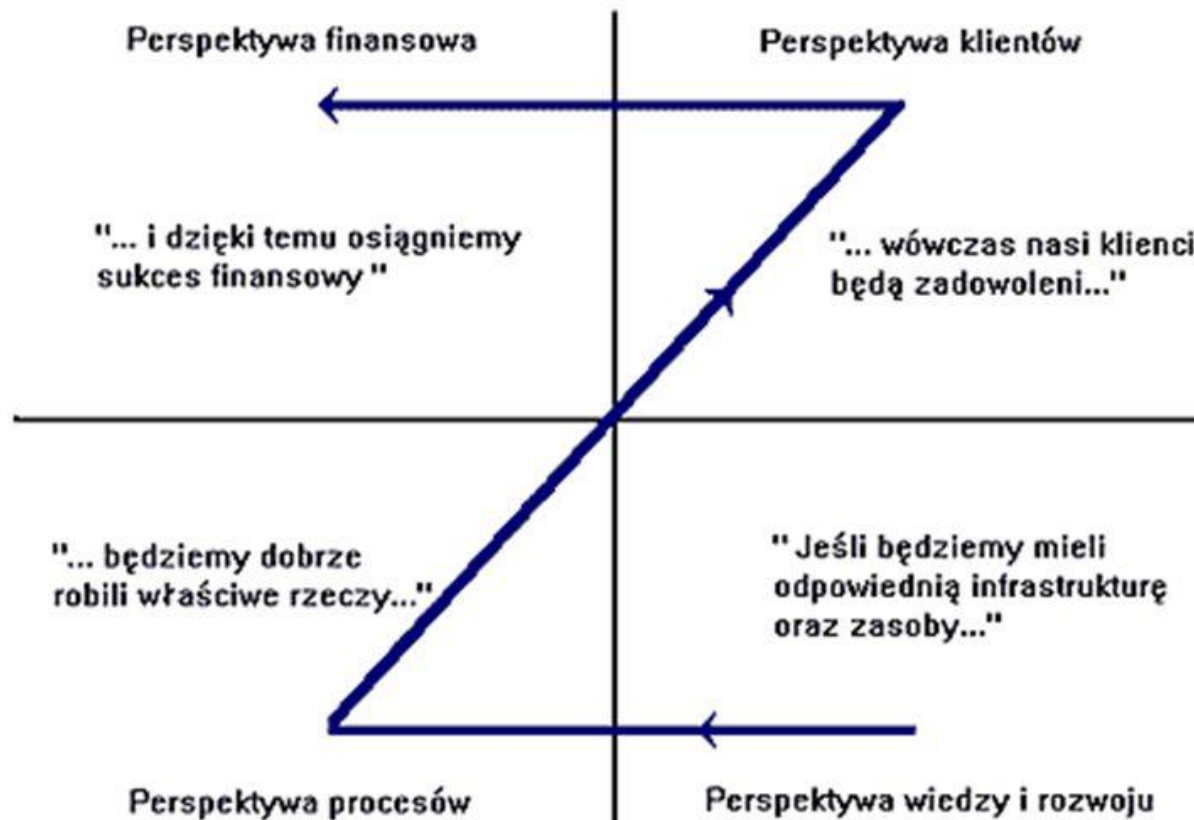 Perspektywa finansowa
Perspektywa klientów
"... i dzięki temu osiągniemy
sukces finansowy "
"... wówczas nasi klienci
będą zadowoleni..."
"... będziemy dobrze
robili właściwe rzeczy..."
" Jeśli będziemy mieli
odpowiednią infrastrukturę
oraz zasoby..."
Perspektywa procesów
Perspektywa wiedzy i rozwoju